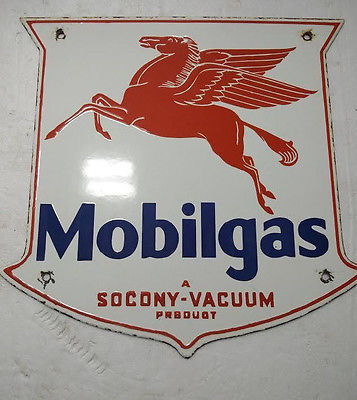 Mobilgas
A
SOCONY-VACUUM
PRODUCT